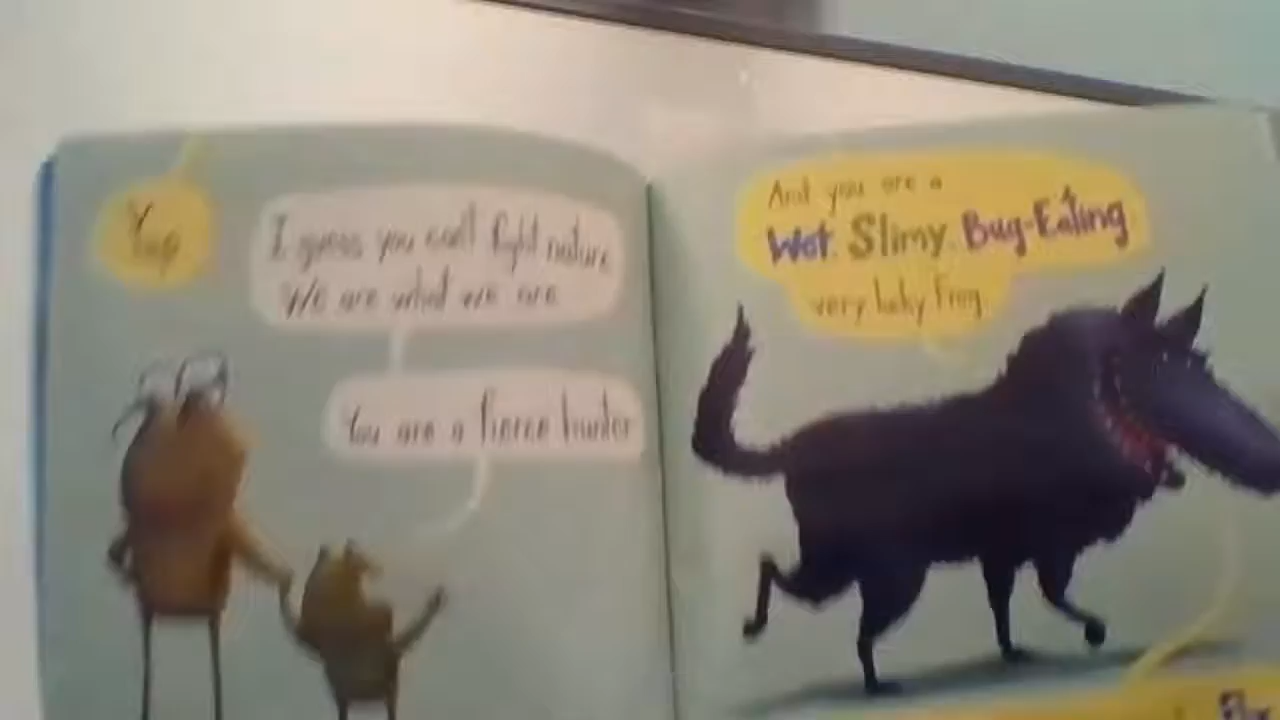 Yup
I guess you can't fight nature
We are what we are
You are a fierce hunter
And you are a
Wet, Slimy, Bug-Eating
very lucky Frog